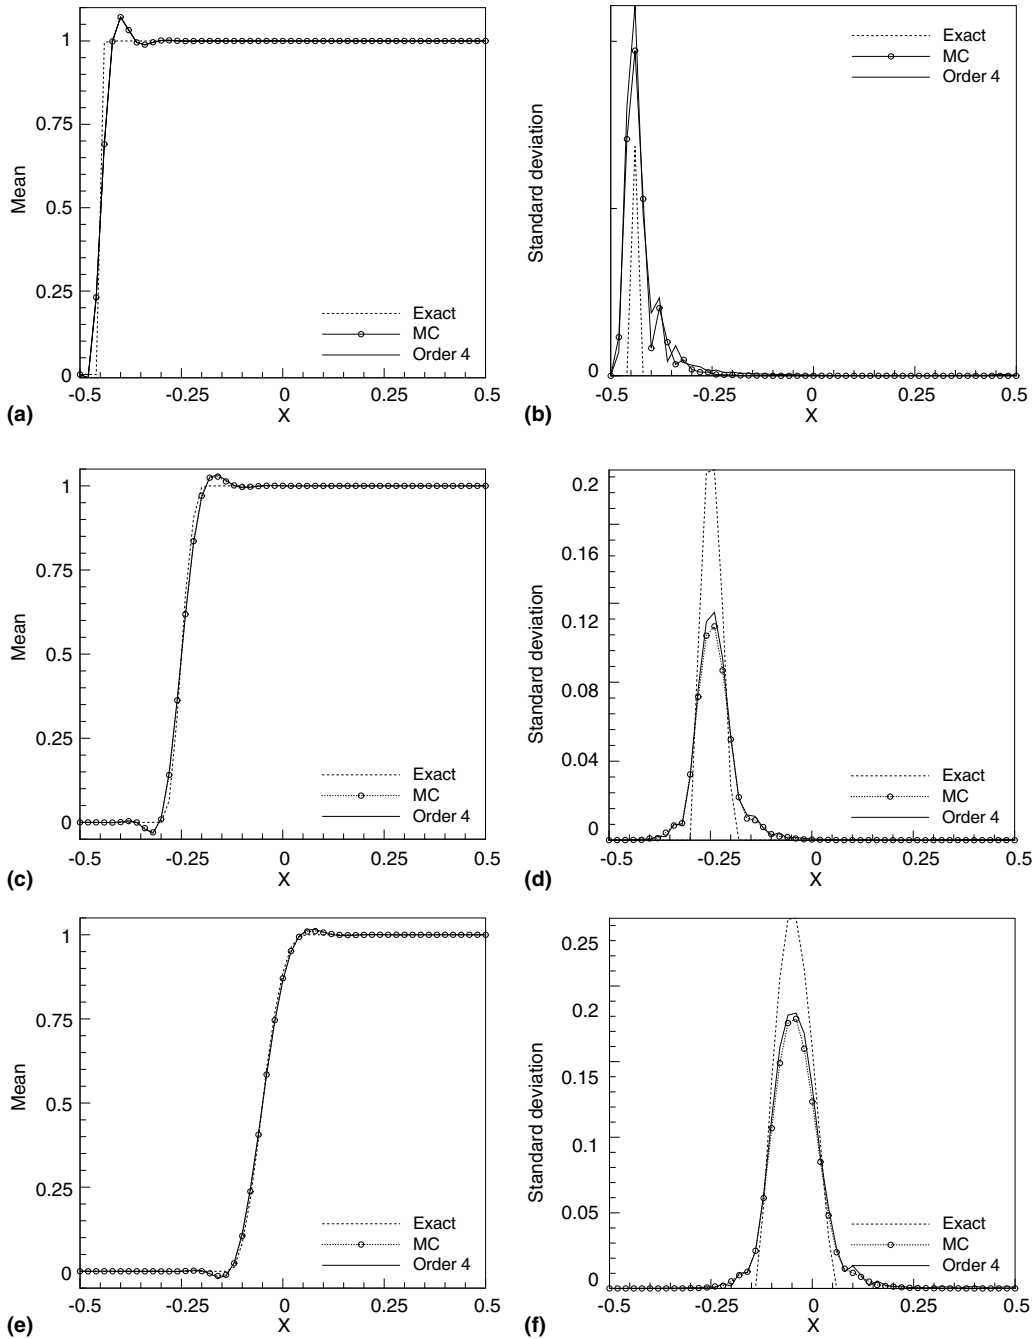 1
0.75
0.5
0.25
0
Mean
-0.5
-0.25
0
0.25
0.5
X
Exact
MC
Order 4
(a)
0
Standard deviation
-0.5
-0.25
0
0.25
0.5
X
Exact
MC
Order 4
(b)
1
0.75
0.5
0.25
0
Mean
-0.5
-0.25
0
0.25
0.5
X
Exact
MC
Order 4
(c)
0.2
0.16
0.12
0.08
0.04
0
Standard deviation
-0.5
-0.25
0
0.25
0.5
X
Exact
MC
Order 4
(d)
1
0.75
0.5
0.25
0
Mean
-0.5
-0.25
0
0.25
0.5
X
Exact
MC
Order 4
(e)
0.25
0.2
0.15
0.1
0.05
0
Standard deviation
-0.5
-0.25
0
0.25
0.5
X
Exact
MC
Order 4
(f)